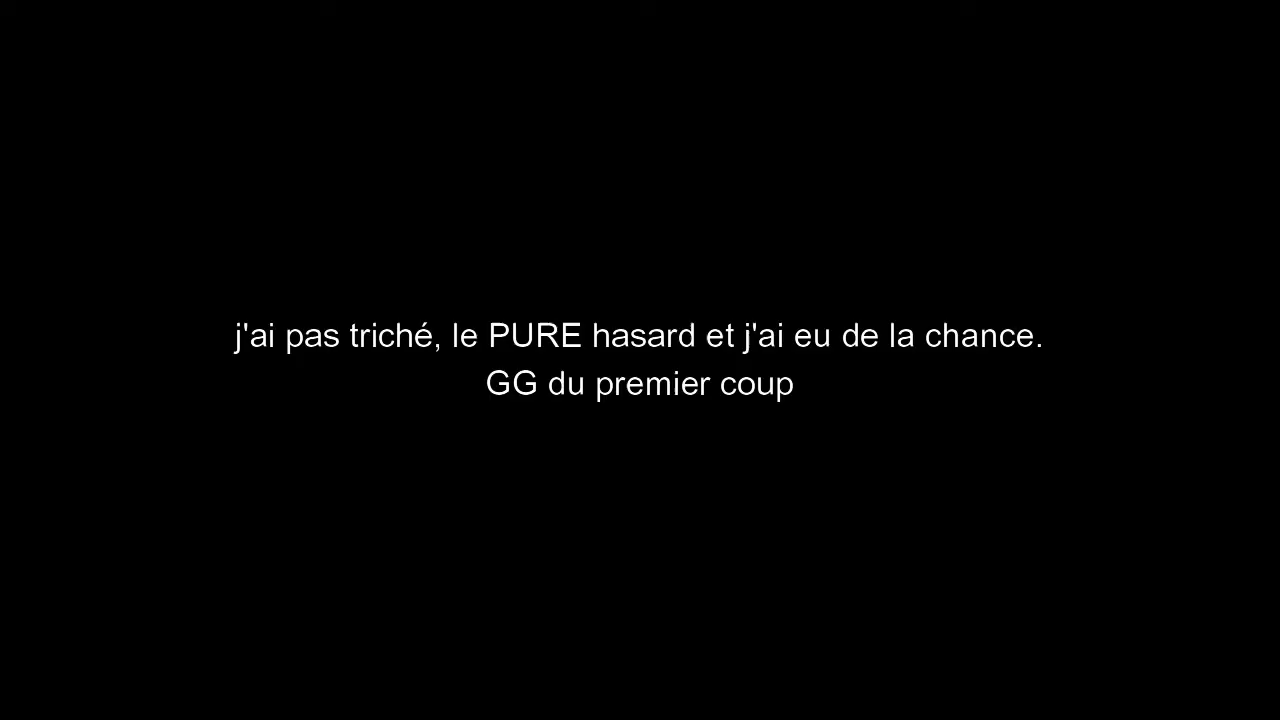 j'ai pas triché, le PURE hasard et j'ai eu de la chance.
GG du premier coup